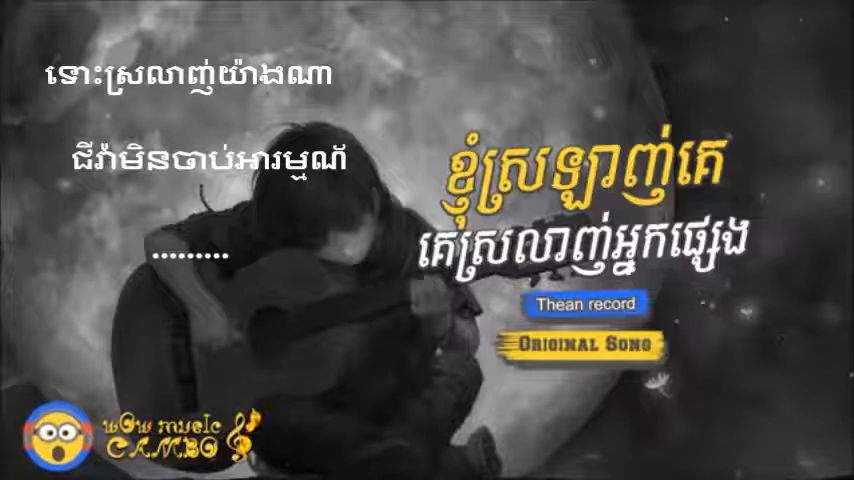 ទោះស្រលាញ់យ៉ាងណា
ជីវ៉ាមិនចាប់អារម្មណ៍
.........
ខ្ញុំស្រឡាញ់គេ
គេស្រលាញ់អ្នកផ្សេង
Thean record
ORIGINAL SONG
wOw music
CAMBO